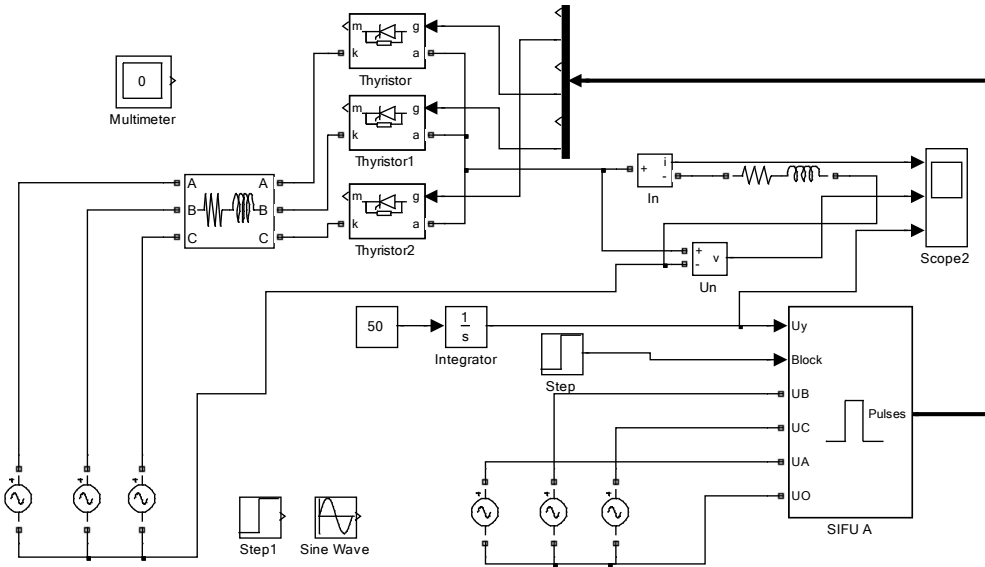 m g
k a
Thyristor
0
Multimeter
m g
k a
Thyristor1
m g
k a
Thyristor2
A A
B B
C C
+ i
-
In
Scope2
+ v
-
Un
50
1
s
Integrator
Step
Uy
Block
UB
UC
UA
UO
Pulses
SIFU A
+ + +
+ + +
Step1
Sine Wave